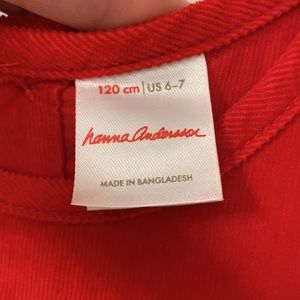 120 cm | US 6–7
hanna andersson
MADE IN BANGLADESH